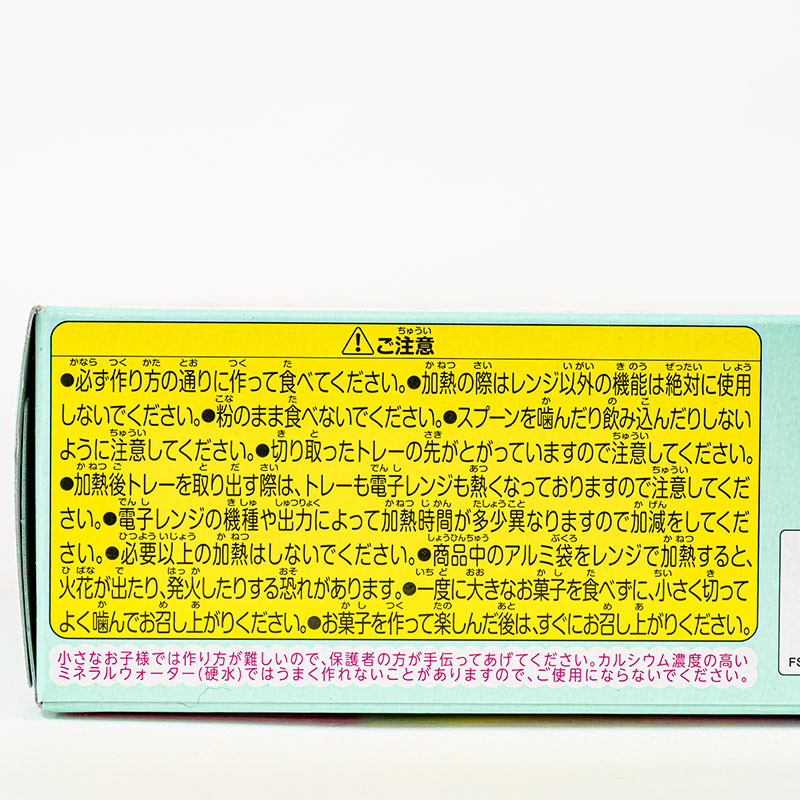 ご注意
●必ず作り方の通りに作って食べてください。●加熱の際はレンジ以外の機能は絶対に使用
しないでください。●粉のまま食べないでください。●スプーンを噛んだり飲み込んだりしない
ように注意してください。●切り取ったトレーの先がとがっていますので注意してください。
●加熱後トレーを取り出す際は、トレーも電子レンジも熱くなっておりますので注意してくだ
さい。●電子レンジの機種や出力によって加熱時間が多少異なりますので加減をしてくだ
さい。●必要以上の加熱はしないでください。●商品中のアルミ袋をレンジで加熱すると、
火花が出たり、発火したりする恐れがあります。●一度に大きなお菓子を食べずに、小さく切って
よく噛んでお召し上がりください。●お菓子を作って楽しんだ後は、すぐにお召し上がりください。
小さなお子様では作り方が難しいので、保護者の方が手伝ってあげてください。カルシウム濃度の高い
ミネラルウォーター(硬水)ではうまく作れないことがありますので、ご使用にならないでください。
FS